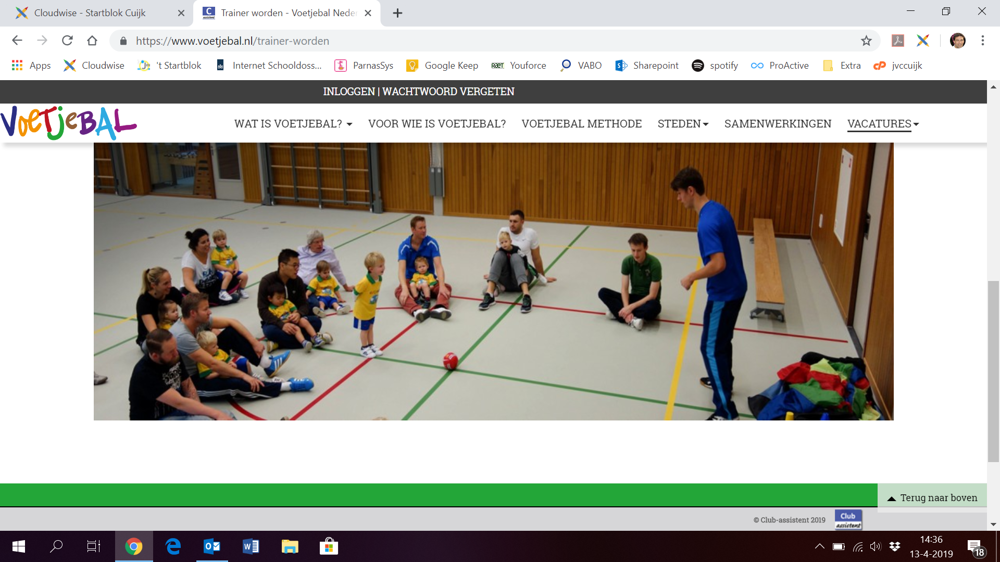 Cloudwise - Startblok Cuijk
Trainer worden - Voetjebal Neder
https://www.voetjebal.nl/trainer-worden
Apps Cloudwise 't Startblok Internet Schooldoss... ParnasSys Google Keep RAET Youforce VABO Sharepoint spotify ProActive Extra jvccuijk
INLOGGEN | WACHTWOORD VERGETEN
VoetjeBAL
WAT IS VOETJEBAL? VOOR WIE IS VOETJEBAL? VOETJEBAL METHODE STEDEN SAMENWERKINGEN VACATURES
Terug naar boven
© Club-assistent 2019 Club assistent
14:36
13-4-2019
18